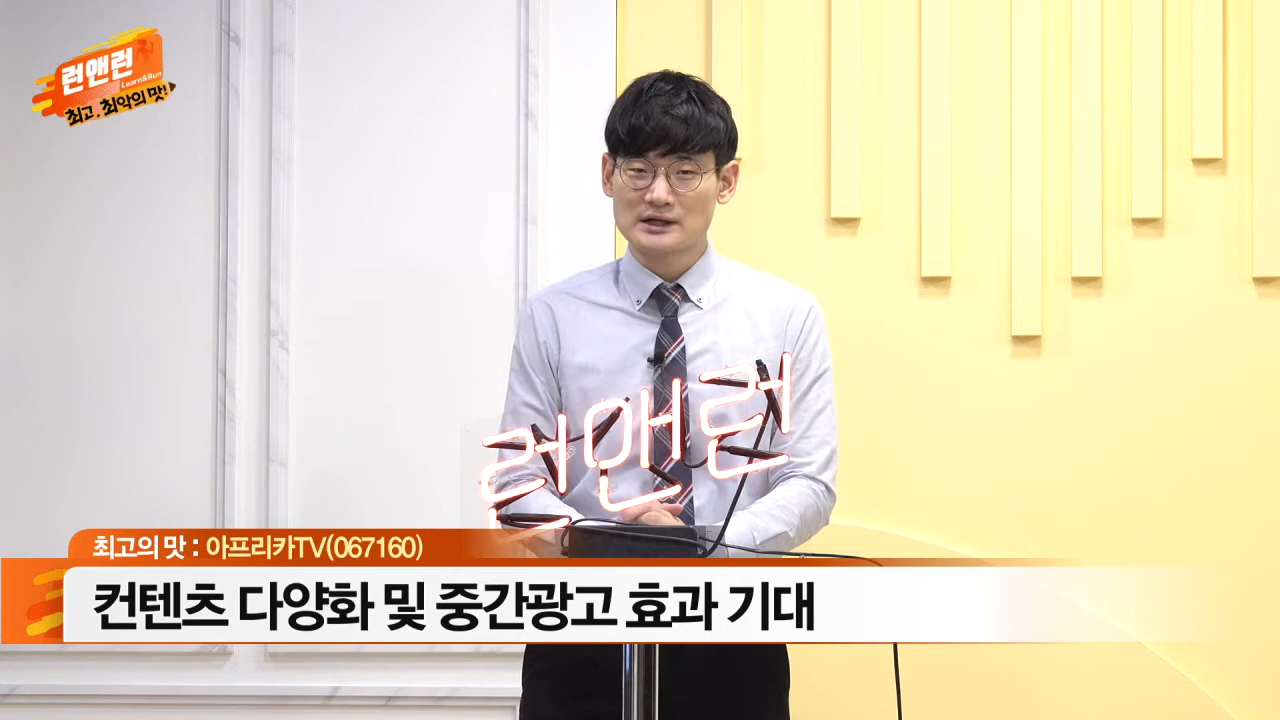 런앤런
Learn&Run
최고, 최악의 맛!
런앤런
최고의 맛 : 아프리카TV(067160)
컨텐츠 다양화 및 중간광고 효과 기대